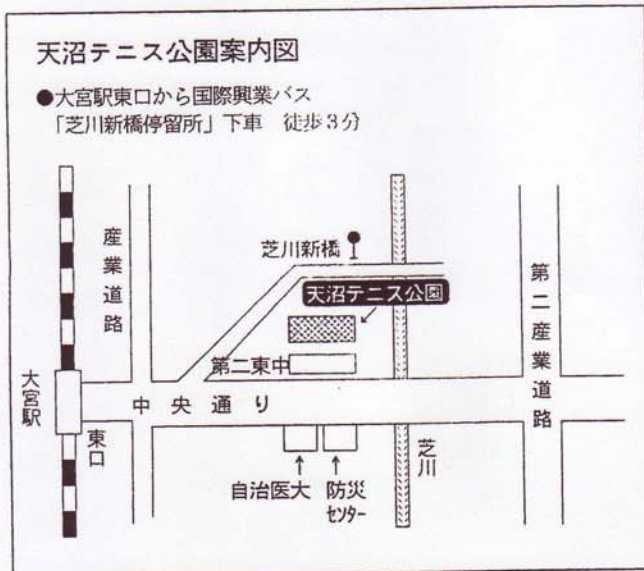 天沼テニス公園案内図
●大宮駅東口から国際興業バス
「芝川新橋停留所」下車　徒歩3分
産業道路
芝川新橋
天沼テニス公園
第二産業道路
第二東中
大宮駅
中央通り
東口
芝川
自治医大
防災
センター